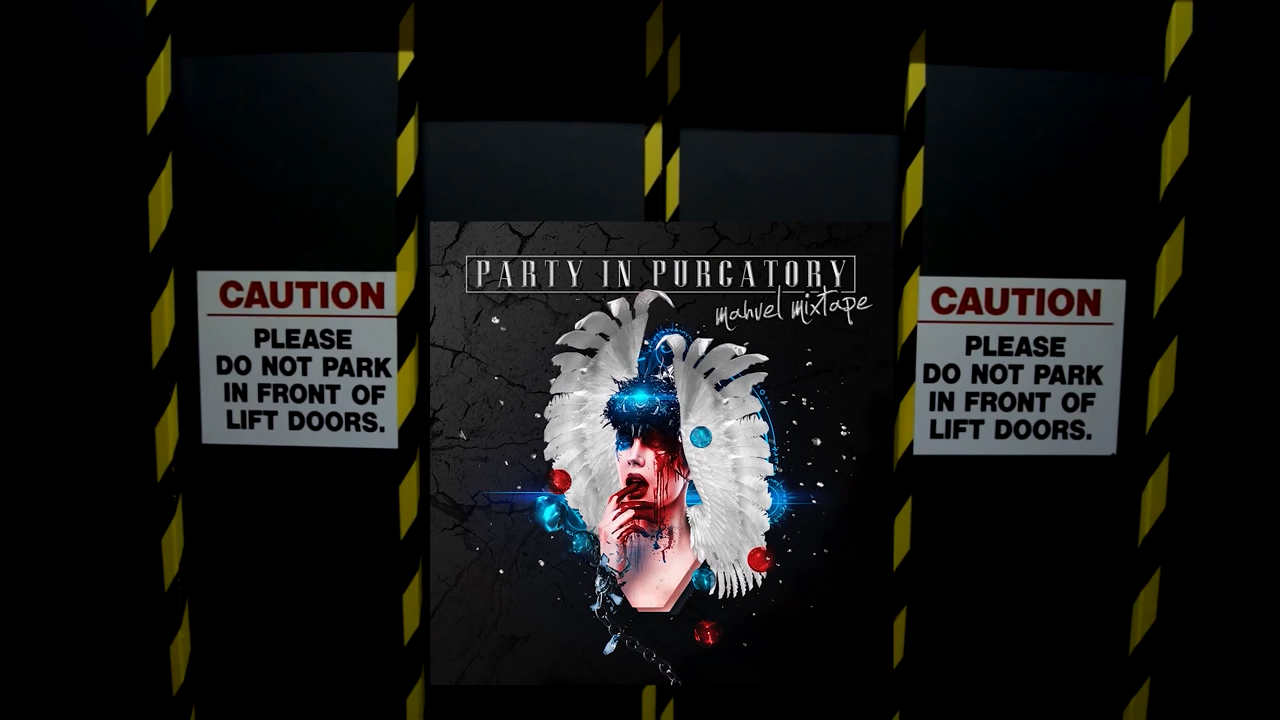 CAUTION
PLEASE
DO NOT PARK
IN FRONT OF
LIFT DOORS.
PARTY IN PURGATORY
mahvel mixtape
CAUTION
PLEASE
DO NOT PARK
IN FRONT OF
LIFT DOORS.